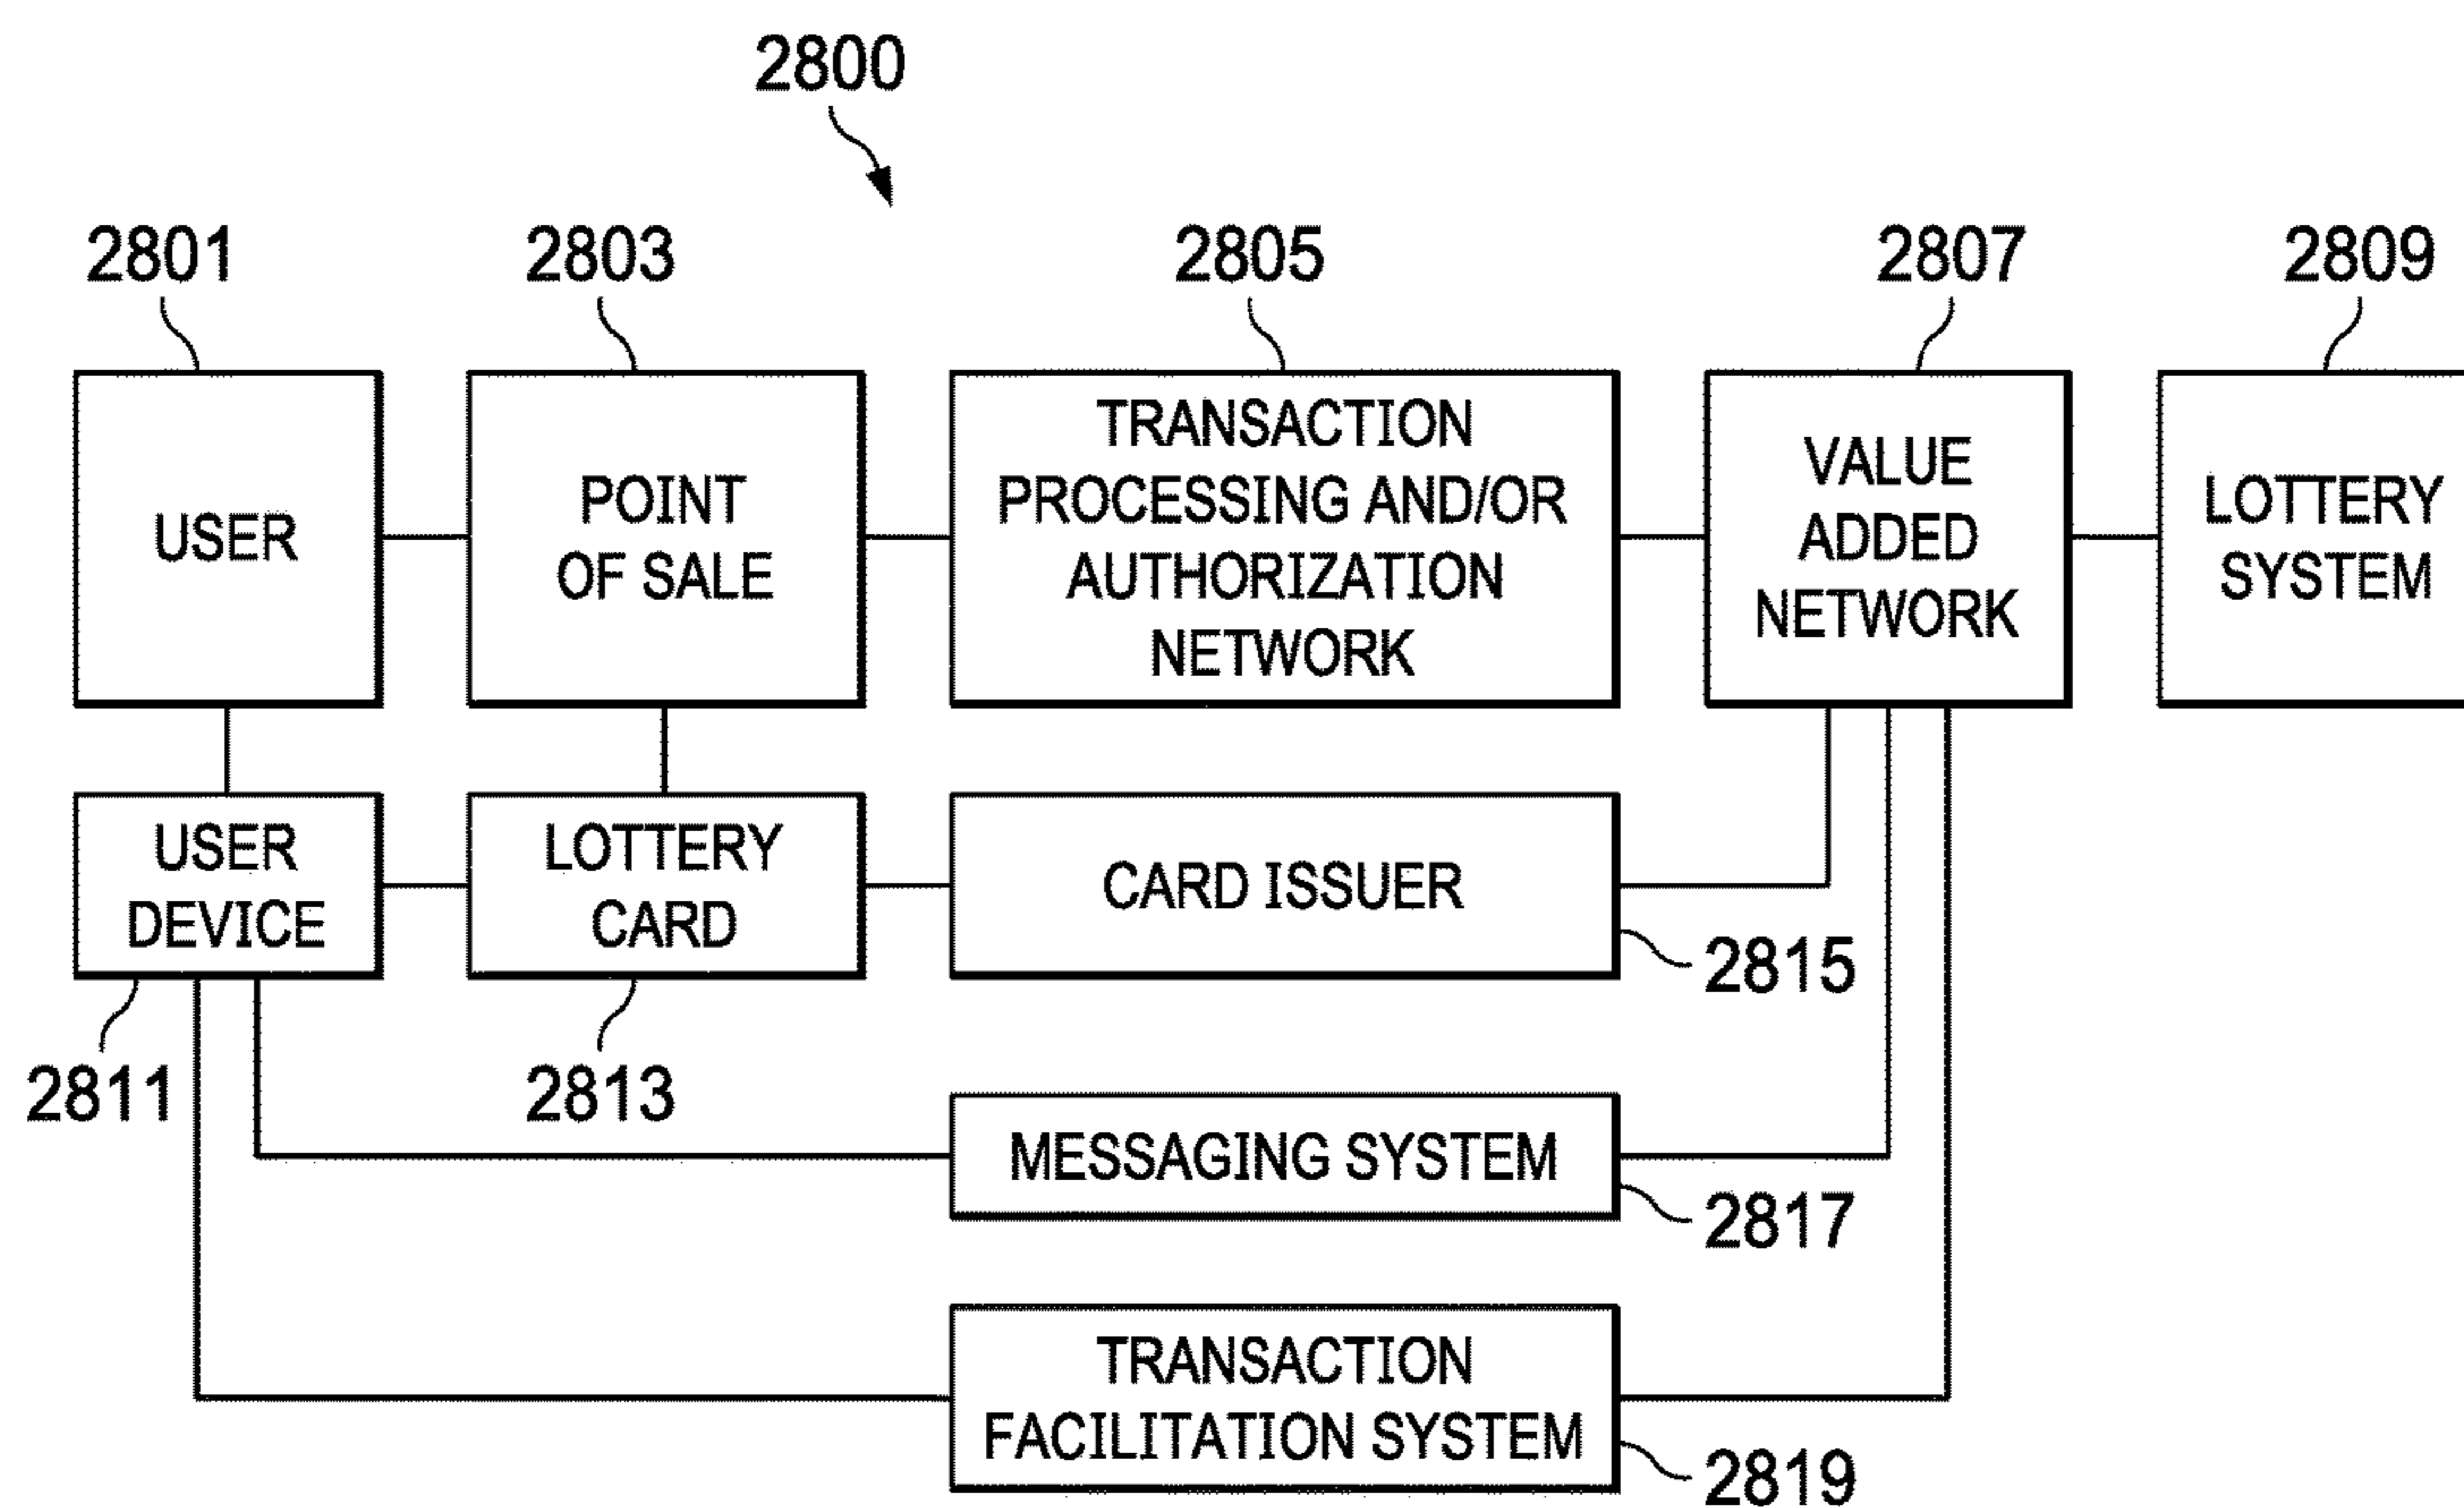 2800
2801
2803
2805
2807
2809
USER
POINT
OF SALE
TRANSACTION
PROCESSING AND/OR
AUTHORIZATION
NETWORK
VALUE
ADDED
NETWORK
LOTTERY
SYSTEM
USER
DEVICE
LOTTERY
CARD
CARD ISSUER
2815
2811
2813
MESSAGING SYSTEM
2817
TRANSACTION
FACILITATION SYSTEM
2819